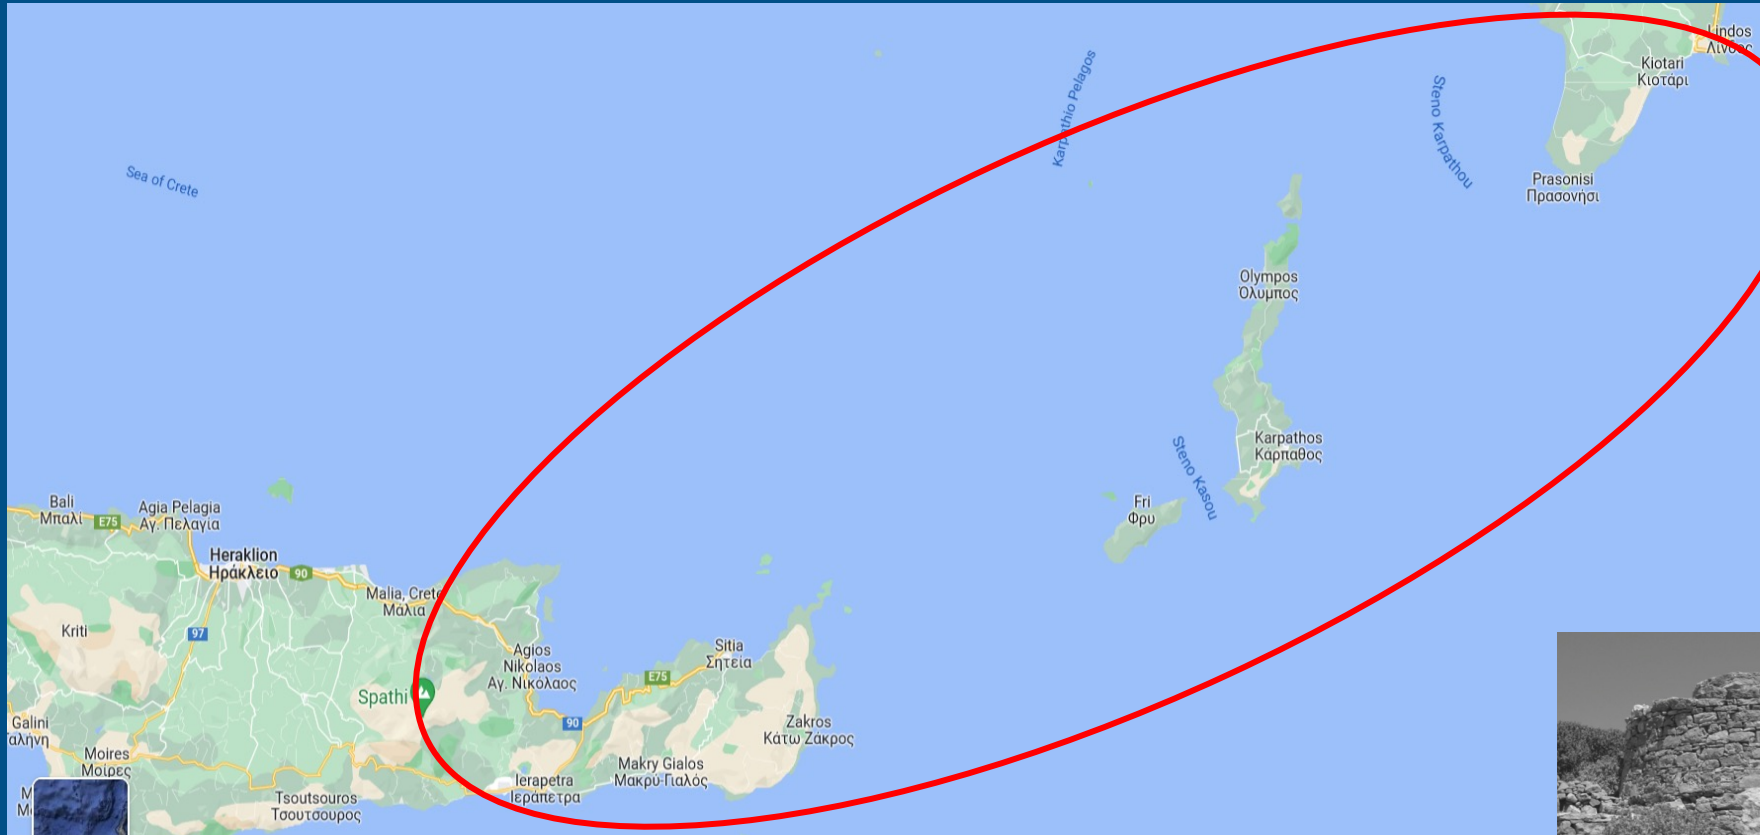 Lindos
Λίνδος
Kiotari
Κιοτάρι
Karpathio Pelagos
Steno Karpathou
Sea of Crete
Prasonisi
Πρασονήσι
Olympos
Όλυμπος
Karpathos
Κάρπαθος
Steno Kasou
Fri
Φρυ
Bali
Μπαλί
E75
Agia Pelagia
Αγ. Πελαγία
Heraklion
Ηράκλειο
90
Malia, Crete
Μάλια
Kriti
97
Agios
Nikolaos
Αγ. Νικόλαος
Sitia
Σητεία
E75
Spathi
90
Zakros
Κάτω Ζάκρος
Galini
Moires
Μοίρες
Makry Gialos
Μακρύ-Γιαλός
Ierapetra
Ιεράπετρα
Tsoutsouros
Τσούτσουρος